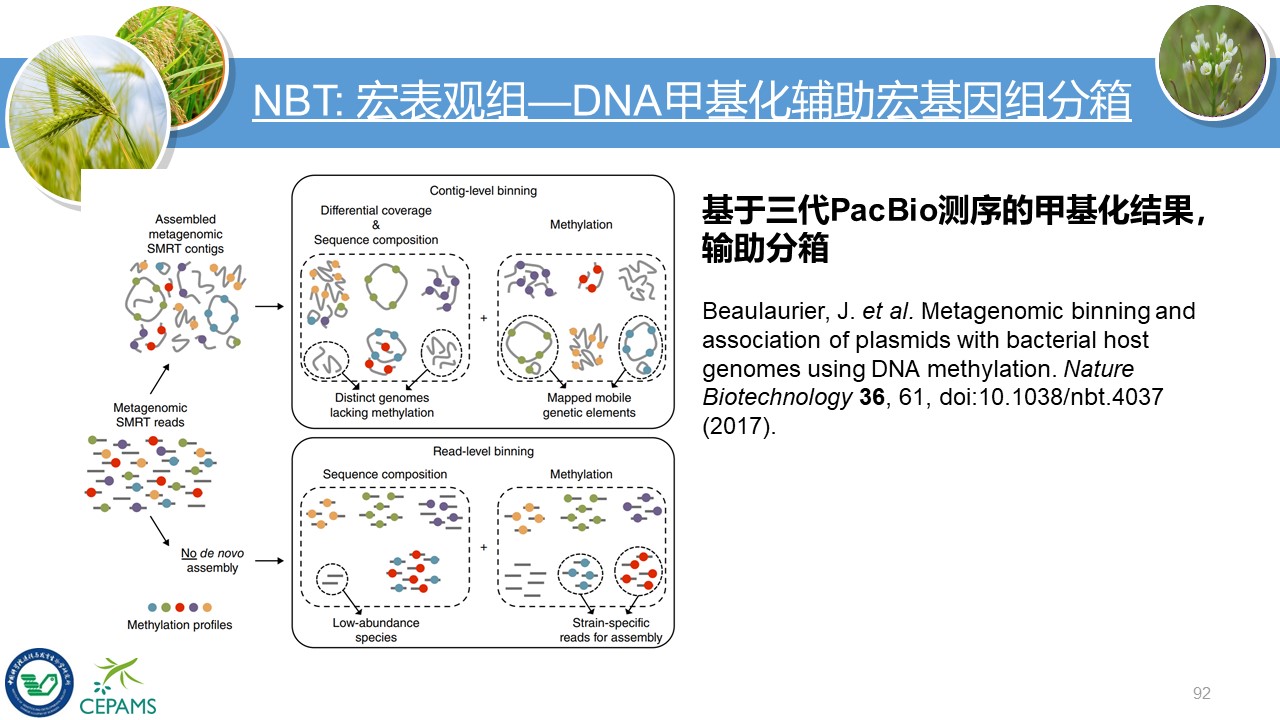 NBT: 宏表观组—DNA甲基化辅助宏基因组分箱
Assembled
metagenomic
SMRT contigs
Metagenomic
SMRT reads
No de novo
assembly
Methylation profiles
Contig-level binning
Differential coverage
&
Sequence composition
Methylation
+
Distinct genomes
lacking methylation
Mapped mobile
genetic elements
Read-level binning
Sequence composition
Methylation
+
Low-abundance
species
Strain-specific
reads for assembly
基于三代PacBio测序的甲基化结果，
输助分箱
Beaulaurier, J. et al. Metagenomic binning and
association of plasmids with bacterial host
genomes using DNA methylation. Nature
Biotechnology 36, 61, doi:10.1038/nbt.4037
(2017).
CEPAMS
92